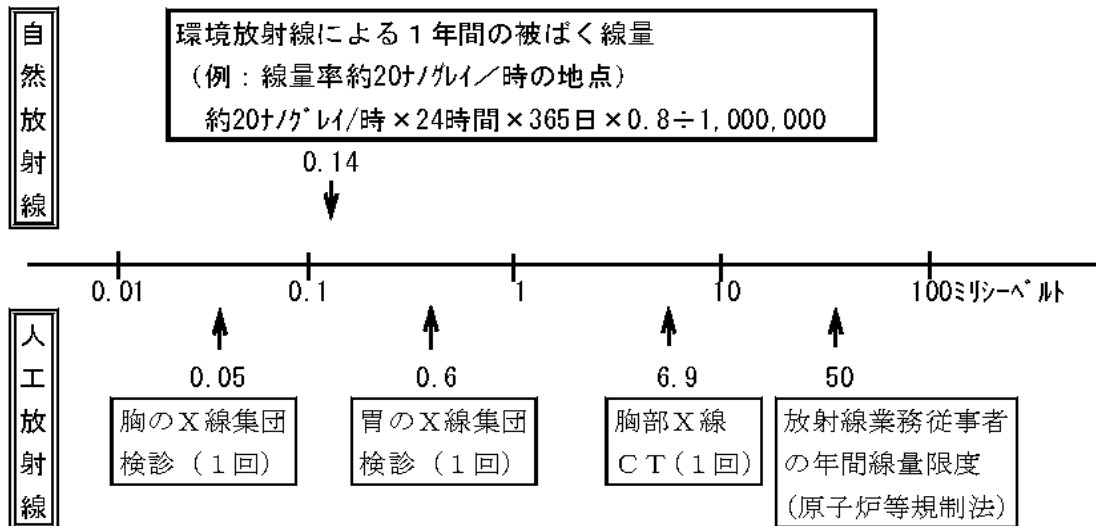 自然放射線
環境放射線による１年間の被ばく線量
（例：線量率約20ﾅﾉｸﾞﾚｲ／時の地点）
約20ﾅﾉｸﾞﾚｲ/時×24時間×365日×0.8÷1,000,000
0.14
0.01 0.1 1 10 100ﾐﾘｼｰﾍﾞﾙﾄ
人工放射線
0.05 0.6 6.9 50
胸のＸ線集団
検診（１回）
胃のＸ線集団
検診（１回）
胸部Ｘ線
ＣＴ(１回)
放射線業務従事者
の年間線量限度
(原子炉等規制法)